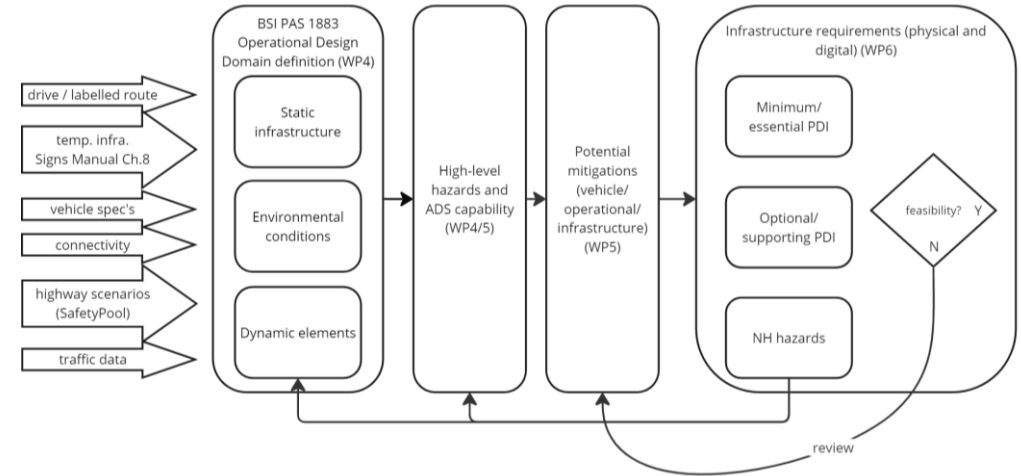 drive / labelled route
temp. infra.
Signs Manual Ch.8
vehicle spec's
connectivity
highway scenarios
(SafetyPool)
traffic data
BSI PAS 1883
Operational Design
Domain definition (WP4)
Static
infrastructure
Environmental
conditions
Dynamic elements
High-level
hazards and
ADS capability
(WP4/5)
Potential
mitigations
(vehicle/
operational/
infrastructure)
(WP5)
Infrastructure requirements (physical and
digital) (WP6)
Minimum/
essential PDI
Optional/
supporting PDI
NH hazards
feasibility? Y
N
review